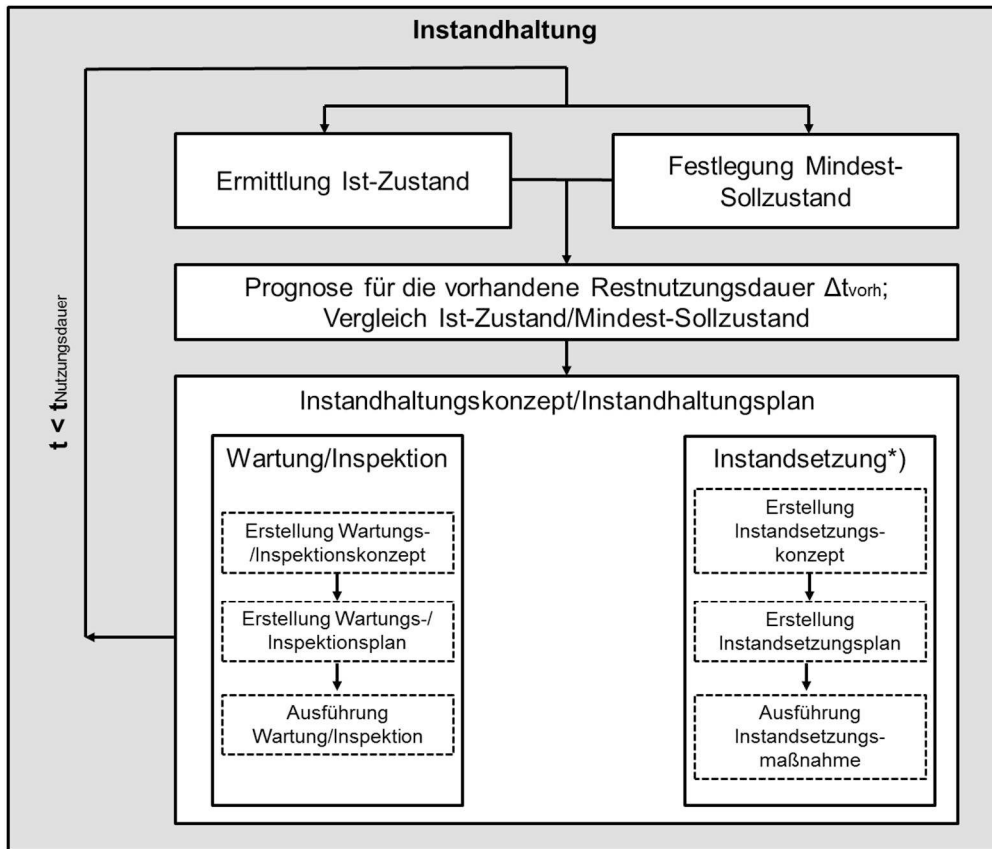 Instandhaltung
Ermittlung Ist-Zustand
Festlegung Mindest-
Sollzustand
Prognose für die vorhandene Restnutzungsdauer Δtvorh;
Vergleich Ist-Zustand/Mindest-Sollzustand
t < tNutzungsdauer
Instandhaltungskonzept/Instandhaltungsplan
Wartung/Inspektion
Erstellung Wartungs-
/Inspektionskonzept
Erstellung Wartungs-/
Inspektionsplan
Ausführung
Wartung/Inspektion
Instandsetzung*)
Erstellung
Instandsetzungs-
konzept
Erstellung
Instandsetzungsplan
Ausführung
Instandsetzungs-
maßnahme